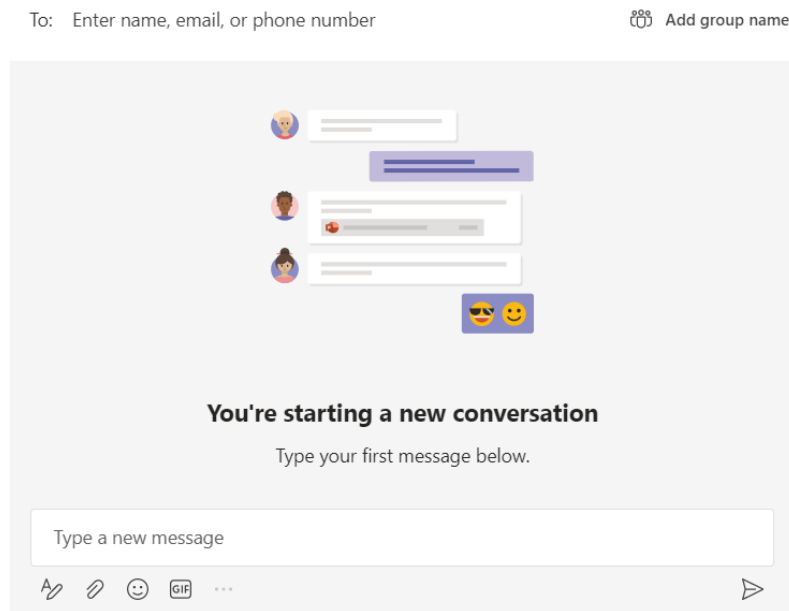 To: Enter name, email, or phone number
Add group name
You're starting a new conversation
Type your first message below.
Type a new message
GIF